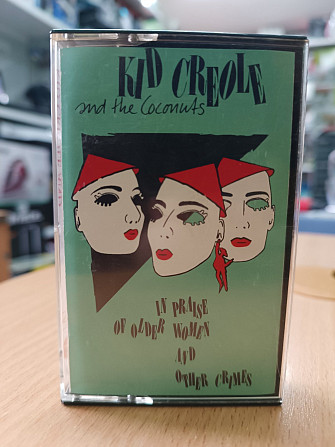 KID CREOLE
and the Coconuts
IN PRAISE
OF OLDER WOMEN
AND
OTHER CRIMES